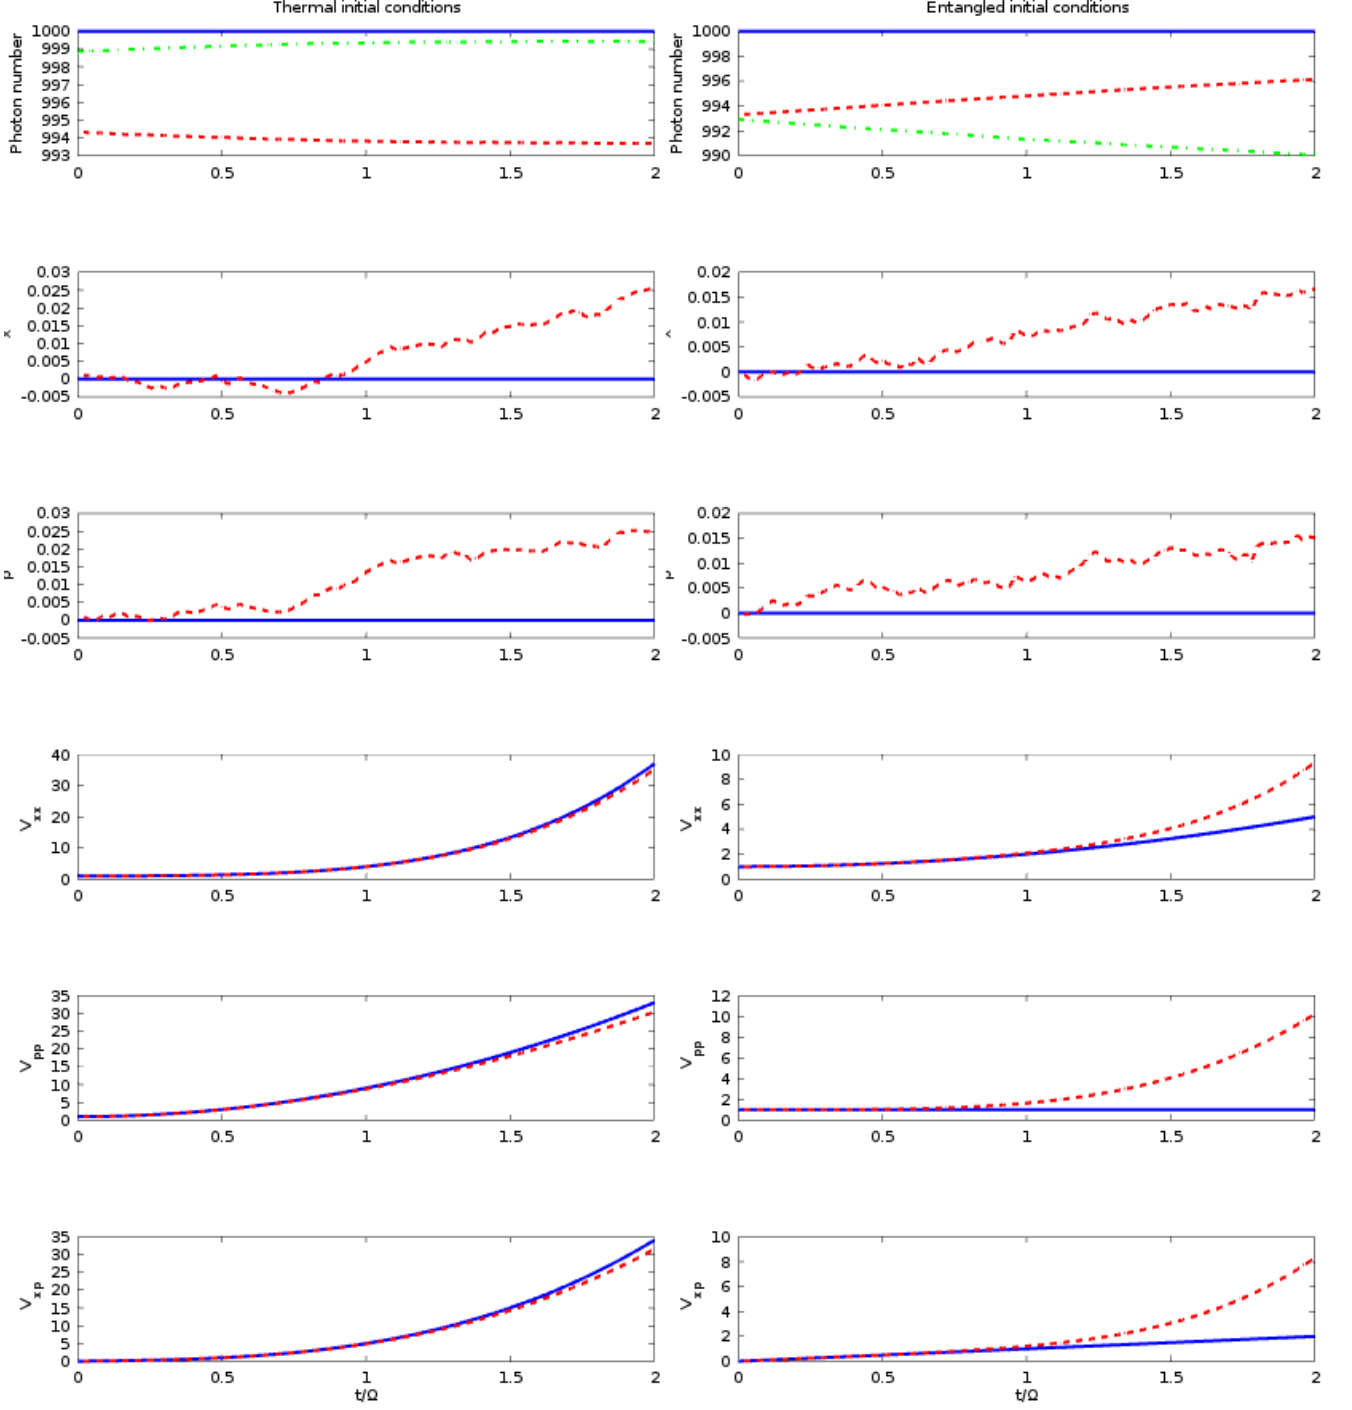 Thermal initial conditions
Entangled initial conditions
Photon number
1000
999
998
997
996
995
994
993
0 0.5 1 1.5 2
Photon number
1000
998
996
994
992
990
0 0.5 1 1.5 2
x
0.03
0.025
0.02
0.015
0.01
0.005
0
-0.005
0 0.5 1 1.5 2
x
0.02
0.015
0.01
0.005
0
-0.005
0 0.5 1 1.5 2
p
0.03
0.025
0.02
0.015
0.01
0.005
0
-0.005
0 0.5 1 1.5 2
p
0.02
0.015
0.01
0.005
0
-0.005
0 0.5 1 1.5 2
Vxx
40
30
20
10
0
0 0.5 1 1.5 2
Vxx
10
8
6
4
2
0
0 0.5 1 1.5 2
Vpp
35
30
25
20
15
10
5
0
0 0.5 1 1.5 2
Vpp
12
10
8
6
4
2
0
0 0.5 1 1.5 2
Vxp
35
30
25
20
15
10
5
0
0 0.5 1 1.5 2
t/Ω
Vxp
10
8
6
4
2
0
0 0.5 1 1.5 2
t/Ω